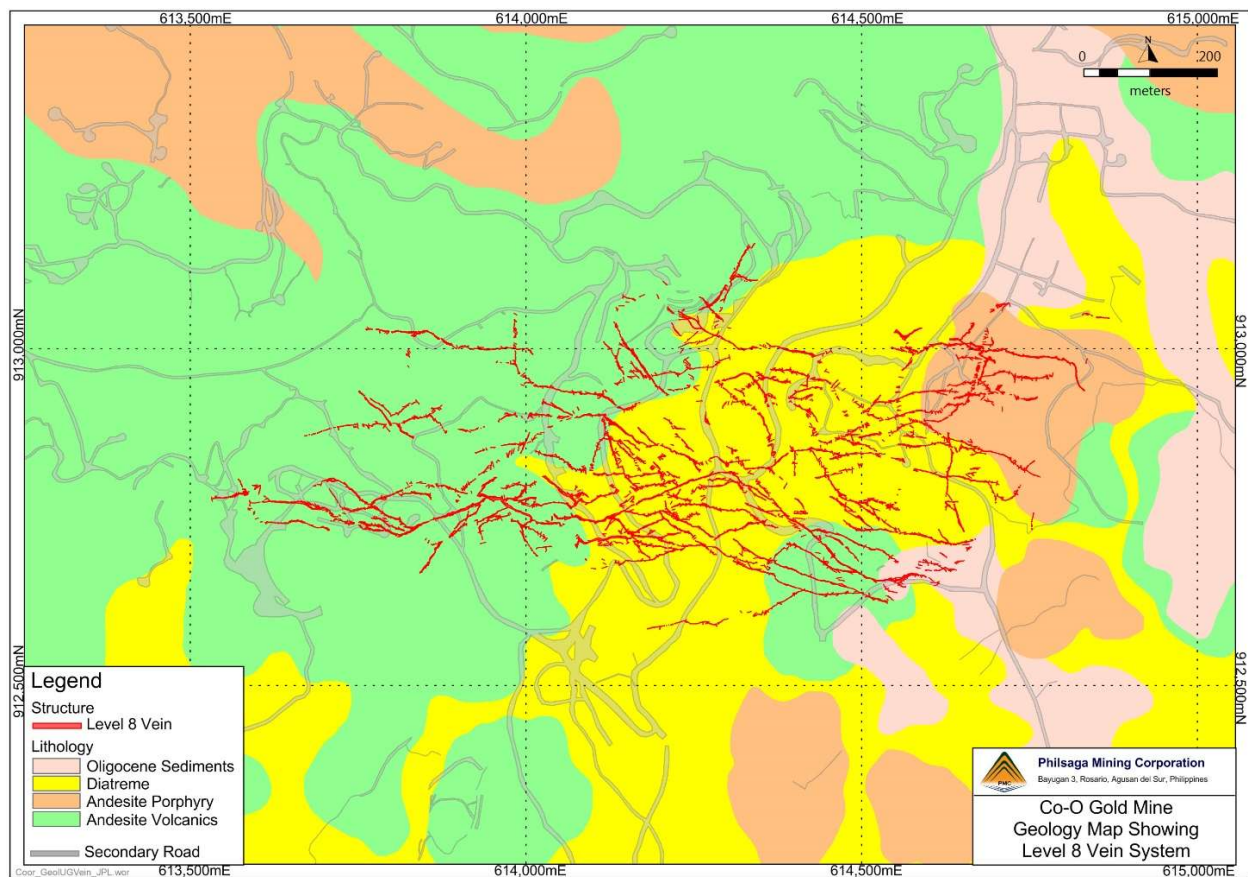 613,500mE
614,000mE
614,500mE
615,000mE
N
0 200
meters
913,000mN
913,000mN
912,500mN
912,500mN
Legend
Structure
Level 8 Vein
Lithology
Oligocene Sediments
Diatreme
Andesite Porphyry
Andesite Volcanics
Secondary Road
PMC
Philsaga Mining Corporation
Bayugan 3, Rosario, Agusan del Sur, Philippines
Co-O Gold Mine
Geology Map Showing
Level 8 Vein System
Coor_GeolUGVein_JPL.wor
613,500mE
614,000mE
614,500mE
615,000mE